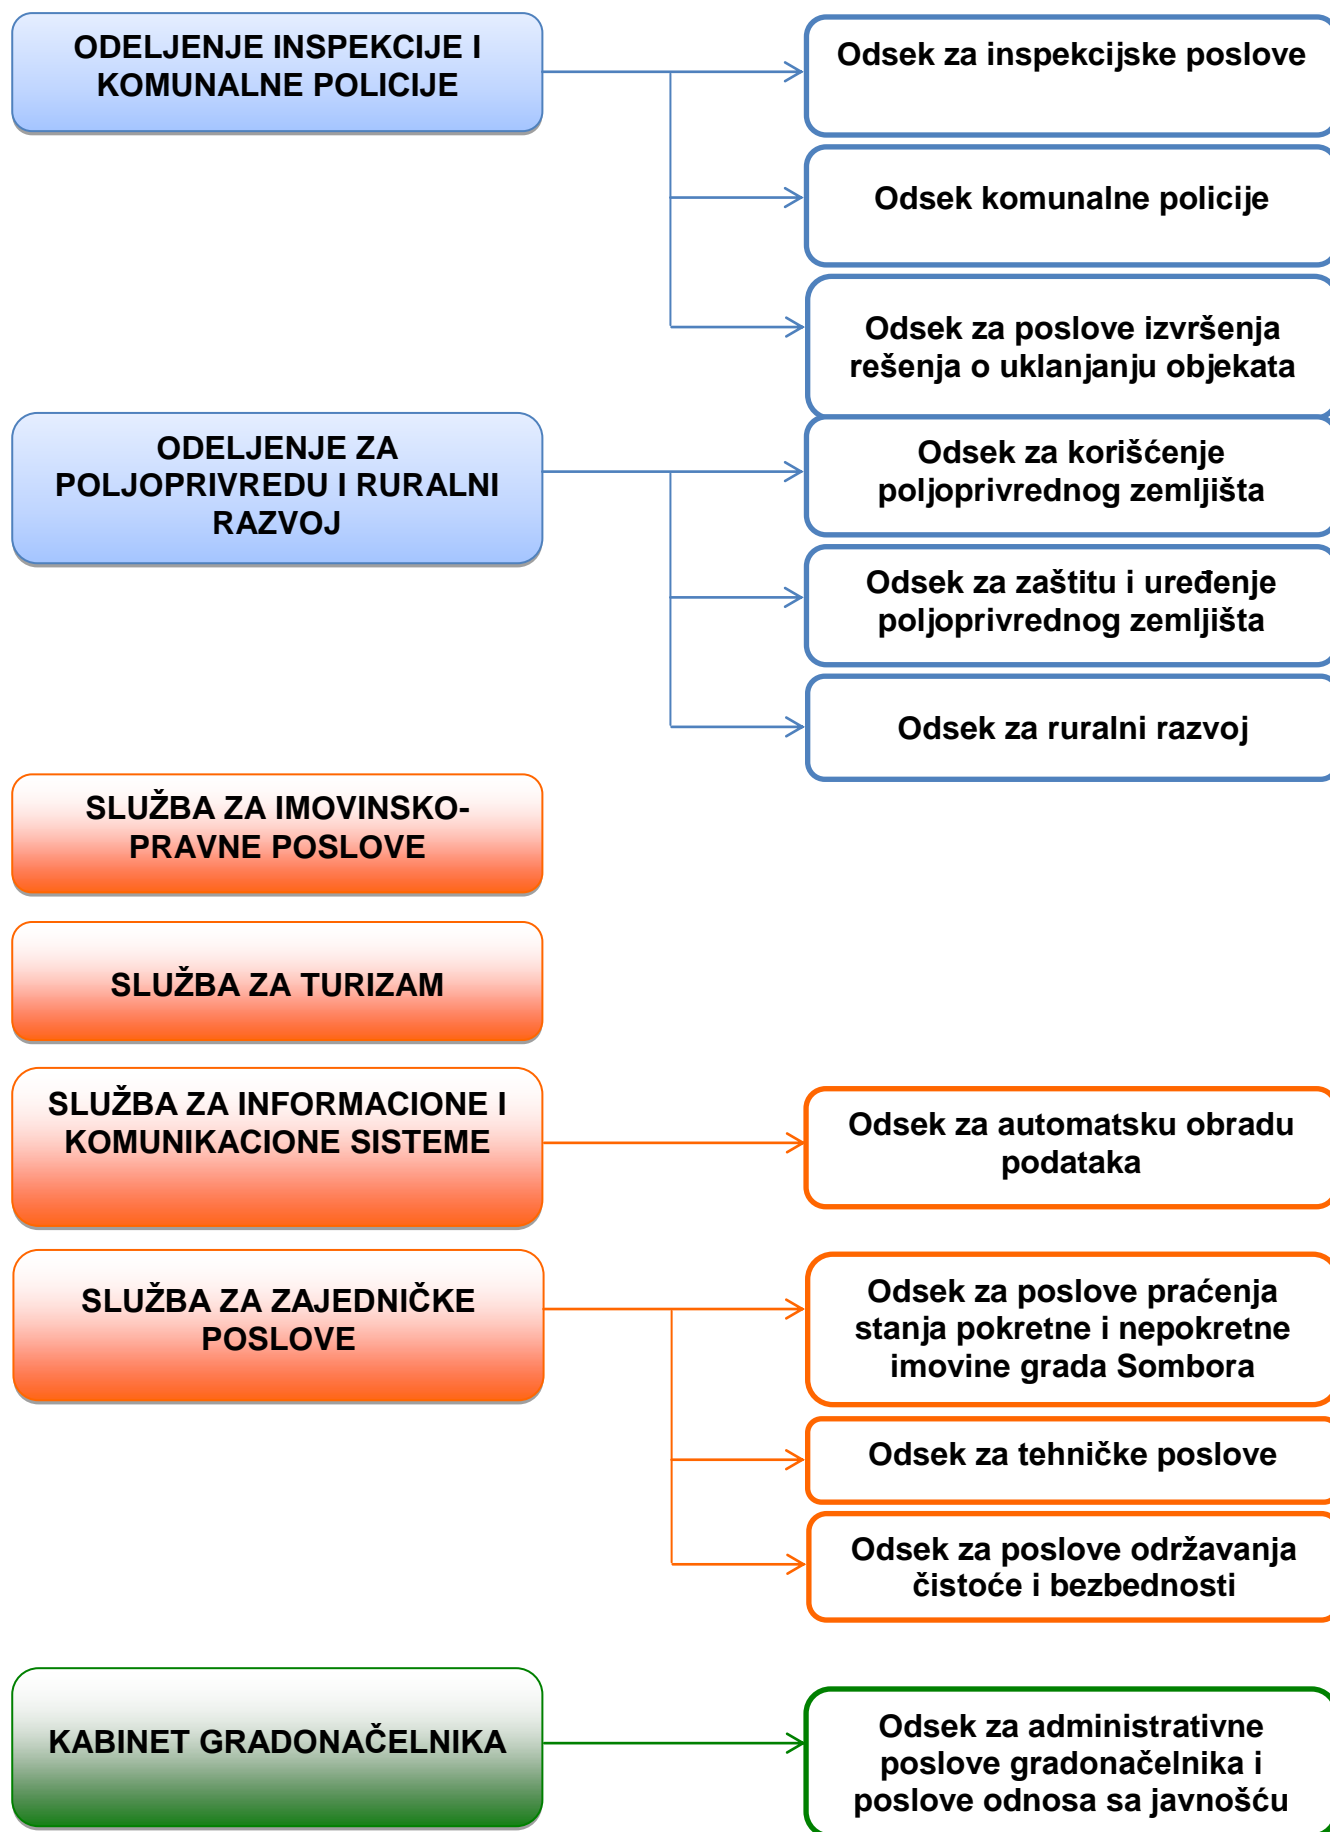 ODELJENJE INSPEKCIJE I
KOMUNALNE POLICIJE
Odsek za inspekcijske poslove
Odsek komunalne policije
Odsek za poslove izvršenja
rešenja o uklanjanju objekata
ODELJENJE ZA
POLJOPRIVREDU I RURALNI
RAZVOJ
Odsek za korišćenje
poljoprivrednog zemljišta
Odsek za zaštitu i uređenje
poljoprivrednog zemljišta
Odsek za ruralni razvoj
SLUŽBA ZA IMOVINSKO-
PRAVNE POSLOVE
SLUŽBA ZA TURIZAM
SLUŽBA ZA INFORMACIONE I
KOMUNIKACIONE SISTEME
Odsek za automatsku obradu
podataka
SLUŽBA ZA ZAJEDNIČKE
POSLOVE
Odsek za poslove praćenja
stanja pokretne i nepokretne
imovine grada Sombora
Odsek za tehničke poslove
Odsek za poslove održavanja
čistoće i bezbednosti
KABINET GRADONAČELNIKA
Odsek za administrativne
poslove gradonačelnika i
poslove odnosa sa javnošću